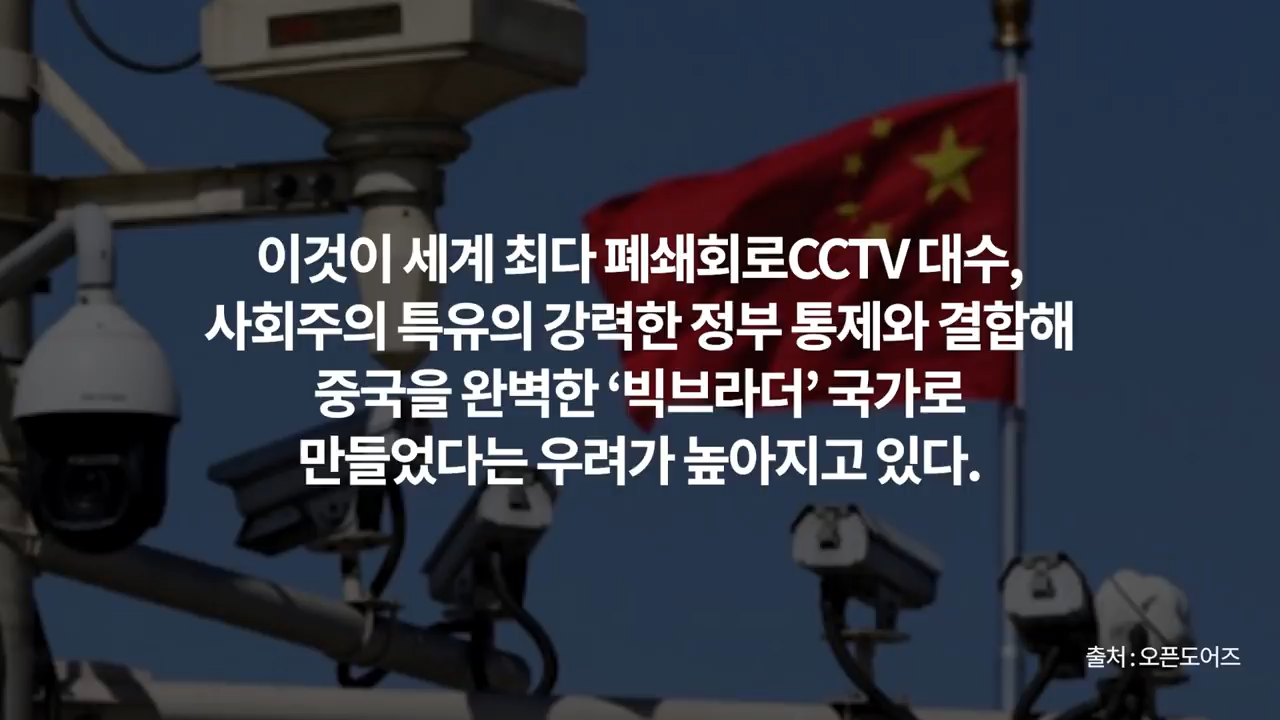 이것이 세계 최다 폐쇄회로CCTV 대수,
사회주의 특유의 강력한 정부 통제와 결합해
중국을 완벽한 ‘빅브라더’ 국가로
만들었다는 우려가 높아지고 있다.
출처 : 오픈도어즈